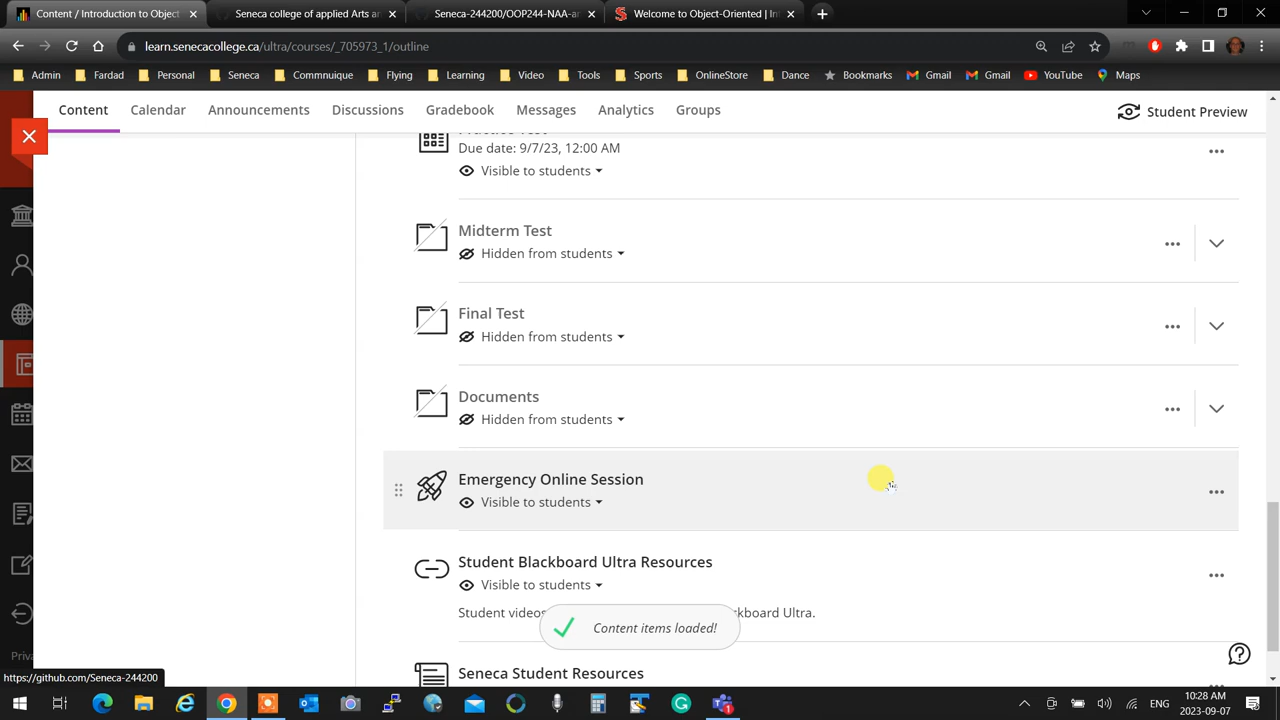 Content / Introduction to Object
Seneca college of applied Arts an
Seneca-244200/OOP244-NAA-a
Welcome to Object-Oriented | In
learn.senecacollege.ca/ultra/courses/_705973_1/outline
Admin
Fardad
Personal
Seneca
Commnuique
Flying
Learning
Video
Tools
Sports
OnlineStore
Dance
Bookmarks
Gmail
Gmail
YouTube
Maps
Content
Calendar
Announcements
Discussions
Gradebook
Messages
Analytics
Groups
Student Preview
Practice Test
Due date: 9/7/23, 12:00 AM
Visible to students
Midterm Test
Hidden from students
Final Test
Hidden from students
Documents
Hidden from students
Emergency Online Session
Visible to students
Student Blackboard Ultra Resources
Visible to students
Student videos
kboard Ultra.
Content items loaded!
Seneca Student Resources
Priva
https://github.com/Seneca-244200
ENG
10:28 AM
2023-09-07